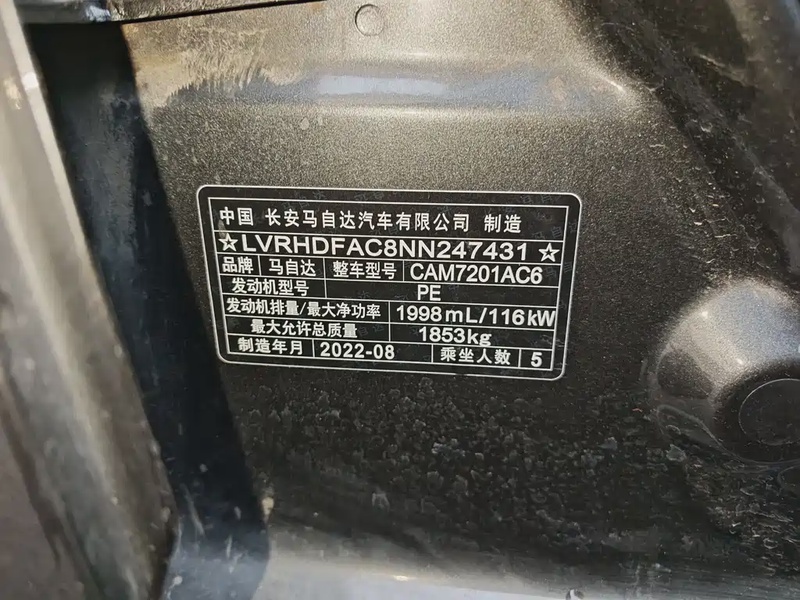 中国 长安马自达汽车有限公司 制造
☆LVRHDFAC8NN247431☆
品牌 马自达 整车型号 CAM7201AC6
发动机型号 PE
发动机排量/最大净功率 1998mL/116kW
最大允许总质量 1853kg
制造年月 2022-08 乘坐人数 5